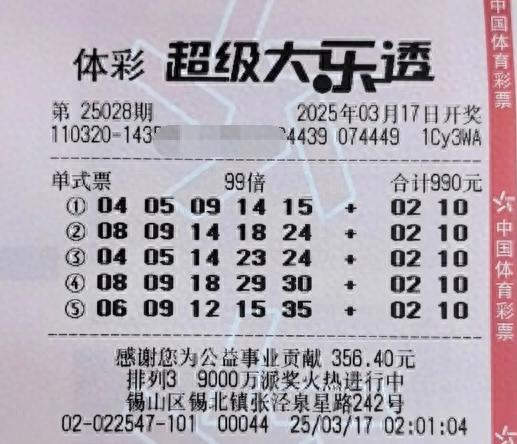 体彩 超级大乐透
第 25028期 2025年03月17日开奖
110320-143 4439 074449 1Cy3WA
单式票 99倍 合计990元
① 04 05 09 14 15 + 02 10
② 08 09 14 18 24 + 02 10
③ 04 05 14 23 24 + 02 10
④ 08 09 18 29 30 + 02 10
⑤ 06 09 12 15 35 + 02 10
感谢您为公益事业贡献 356.40元
排列3 9000万派奖火热进行中
锡山区锡北镇张泾泉星路242号
02-022547-101 00044 25/03/17 02:01:04
中国体育彩票
中国体育彩票